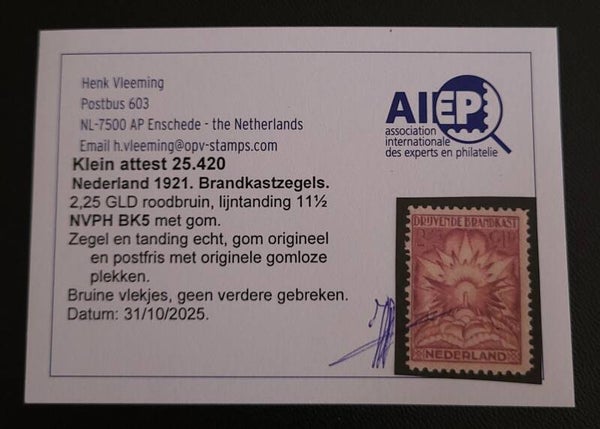 Henk Vleeming
Postbus 603
NL-7500 AP Enschede - the Netherlands
Email h.vleeming@opv-stamps.com
AIEP
association
internationale
des experts en philatelie
Klein attest 25.420
Nederland 1921. Brandkastzegels.
2,25 GLD roodbruin, lijntanding 11½
NVPH BK5 met gom.
Zegel en tanding echt, gom origineel
en postfris met originele gomloze
plekken.
Bruine vlekjes, geen verdere gebreken.
Datum: 31/10/2025.
DRIJVENDE BRANDKAST
NEDERLAND